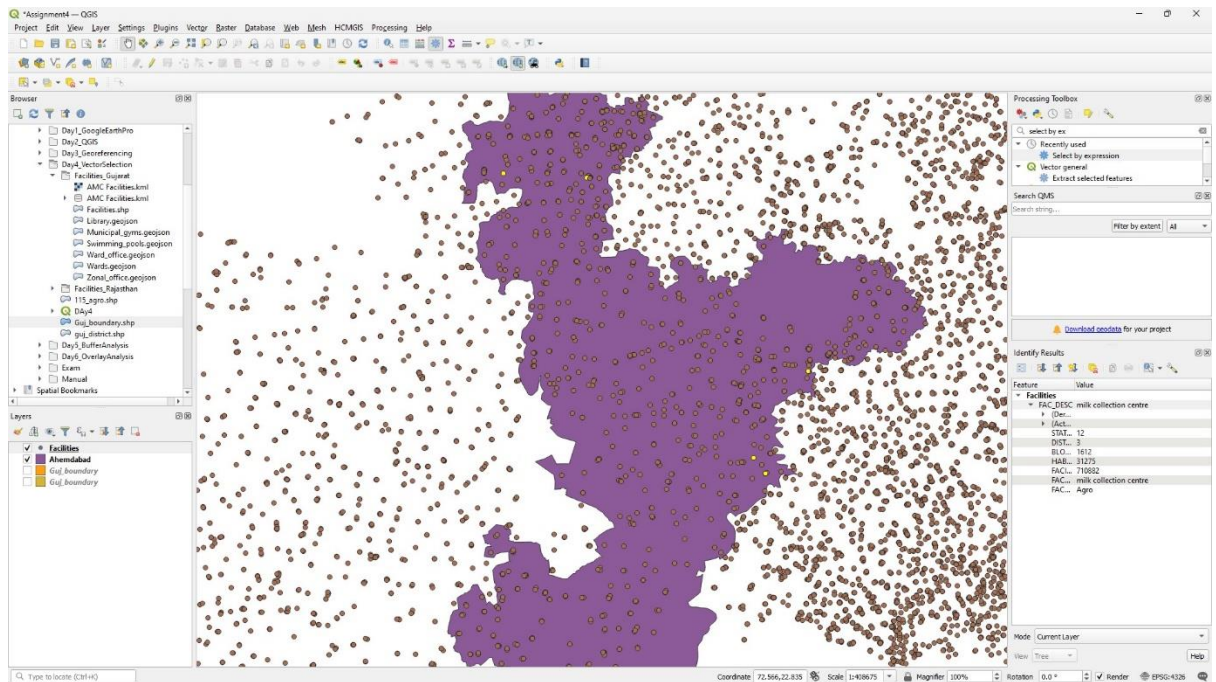 *Assignment4 — QGIS
Project Edit View Layer Settings Plugins Vector Raster Database Web Mesh HCMGIS Processing Help
Browser
Day1_GoogleEarthPro
Day2_QGIS
Day3_Georeferencing
Day4_VectorSelection
Facilities_Gujarat
AMC Facilities.kml
AMC Facilities.kml
Facilities.shp
Library.geojson
Municipal_gyms.geojson
Swimming_pools.geojson
Ward_office.geojson
Wards.geojson
Zonal_office.geojson
Facilities_Rajasthan
115_agro.shp
DAy4
Guj_boundary.shp
guj_district.shp
Day5_BufferAnalysis
Day6_OverlayAnalysis
Exam
Manual
Spatial Bookmarks
Layers
Facilities
Ahemdabad
Guj_boundary
Guj_boundary
Processing Toolbox
select by ex
Recently used
Select by expression
Vector general
Extract selected features
Search QMS
Search string...
Filter by extent All
Download geodata for your project
Identify Results
Feature Value
Facilities
FAC_DESC milk collection centre
(Der...
(Act...
STAT... 12
DIST... 3
BLO... 1612
HAB... 31275
FACI... 710882
FAC... milk collection centre
FAC... Agro
Mode Current Layer
View Tree Help
Type to locate (Ctrl+K) Coordinate 72.566,22.835 Scale 1:408675 Magnifier 100% Rotation 0.0 ° Render EPSG:4326